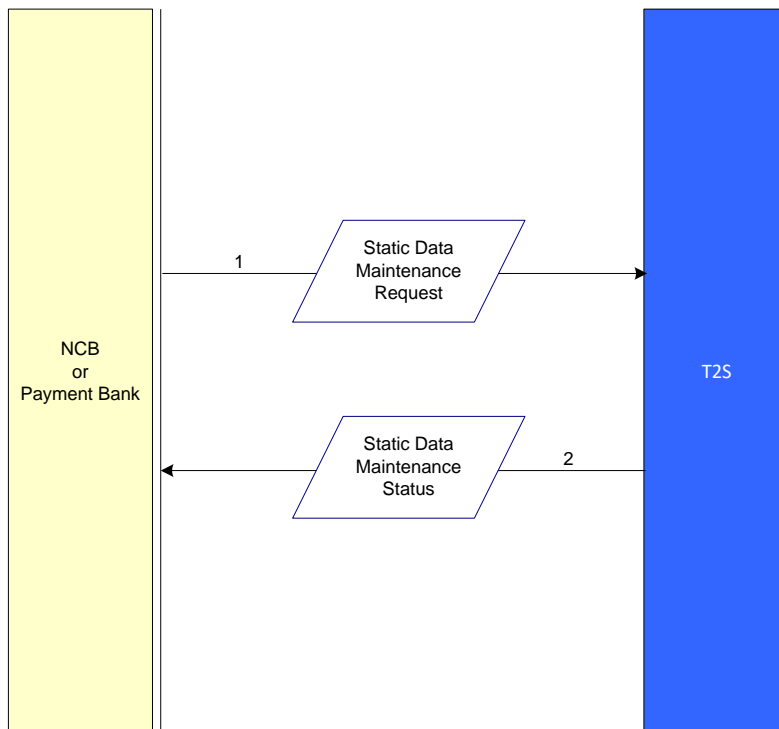 1
Static Data
Maintenance
Request
NCB
or
Payment Bank
T2S
Static Data
Maintenance
Status
2